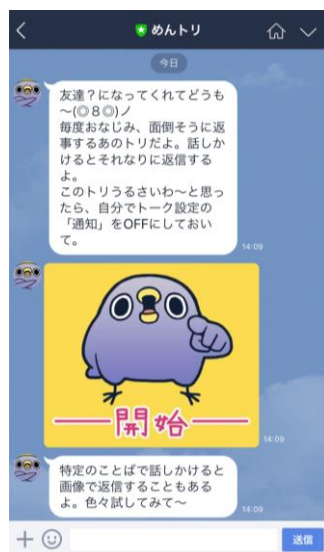 めんトリ
今日
友達？になってくれてどうも
〜(◎８◎)ノ
毎度おなじみ、面倒そうに返
事するあのトリだよ。話しか
けるとそれなりに返信する
よ。
このトリうるさいわ〜と思っ
たら、自分でトーク設定の
「通知」をOFFにしておい
て。
14:09
開始
14:09
特定のことばで話しかけると
画像で返信することもある
よ。色々試してみて〜
14:09
送信